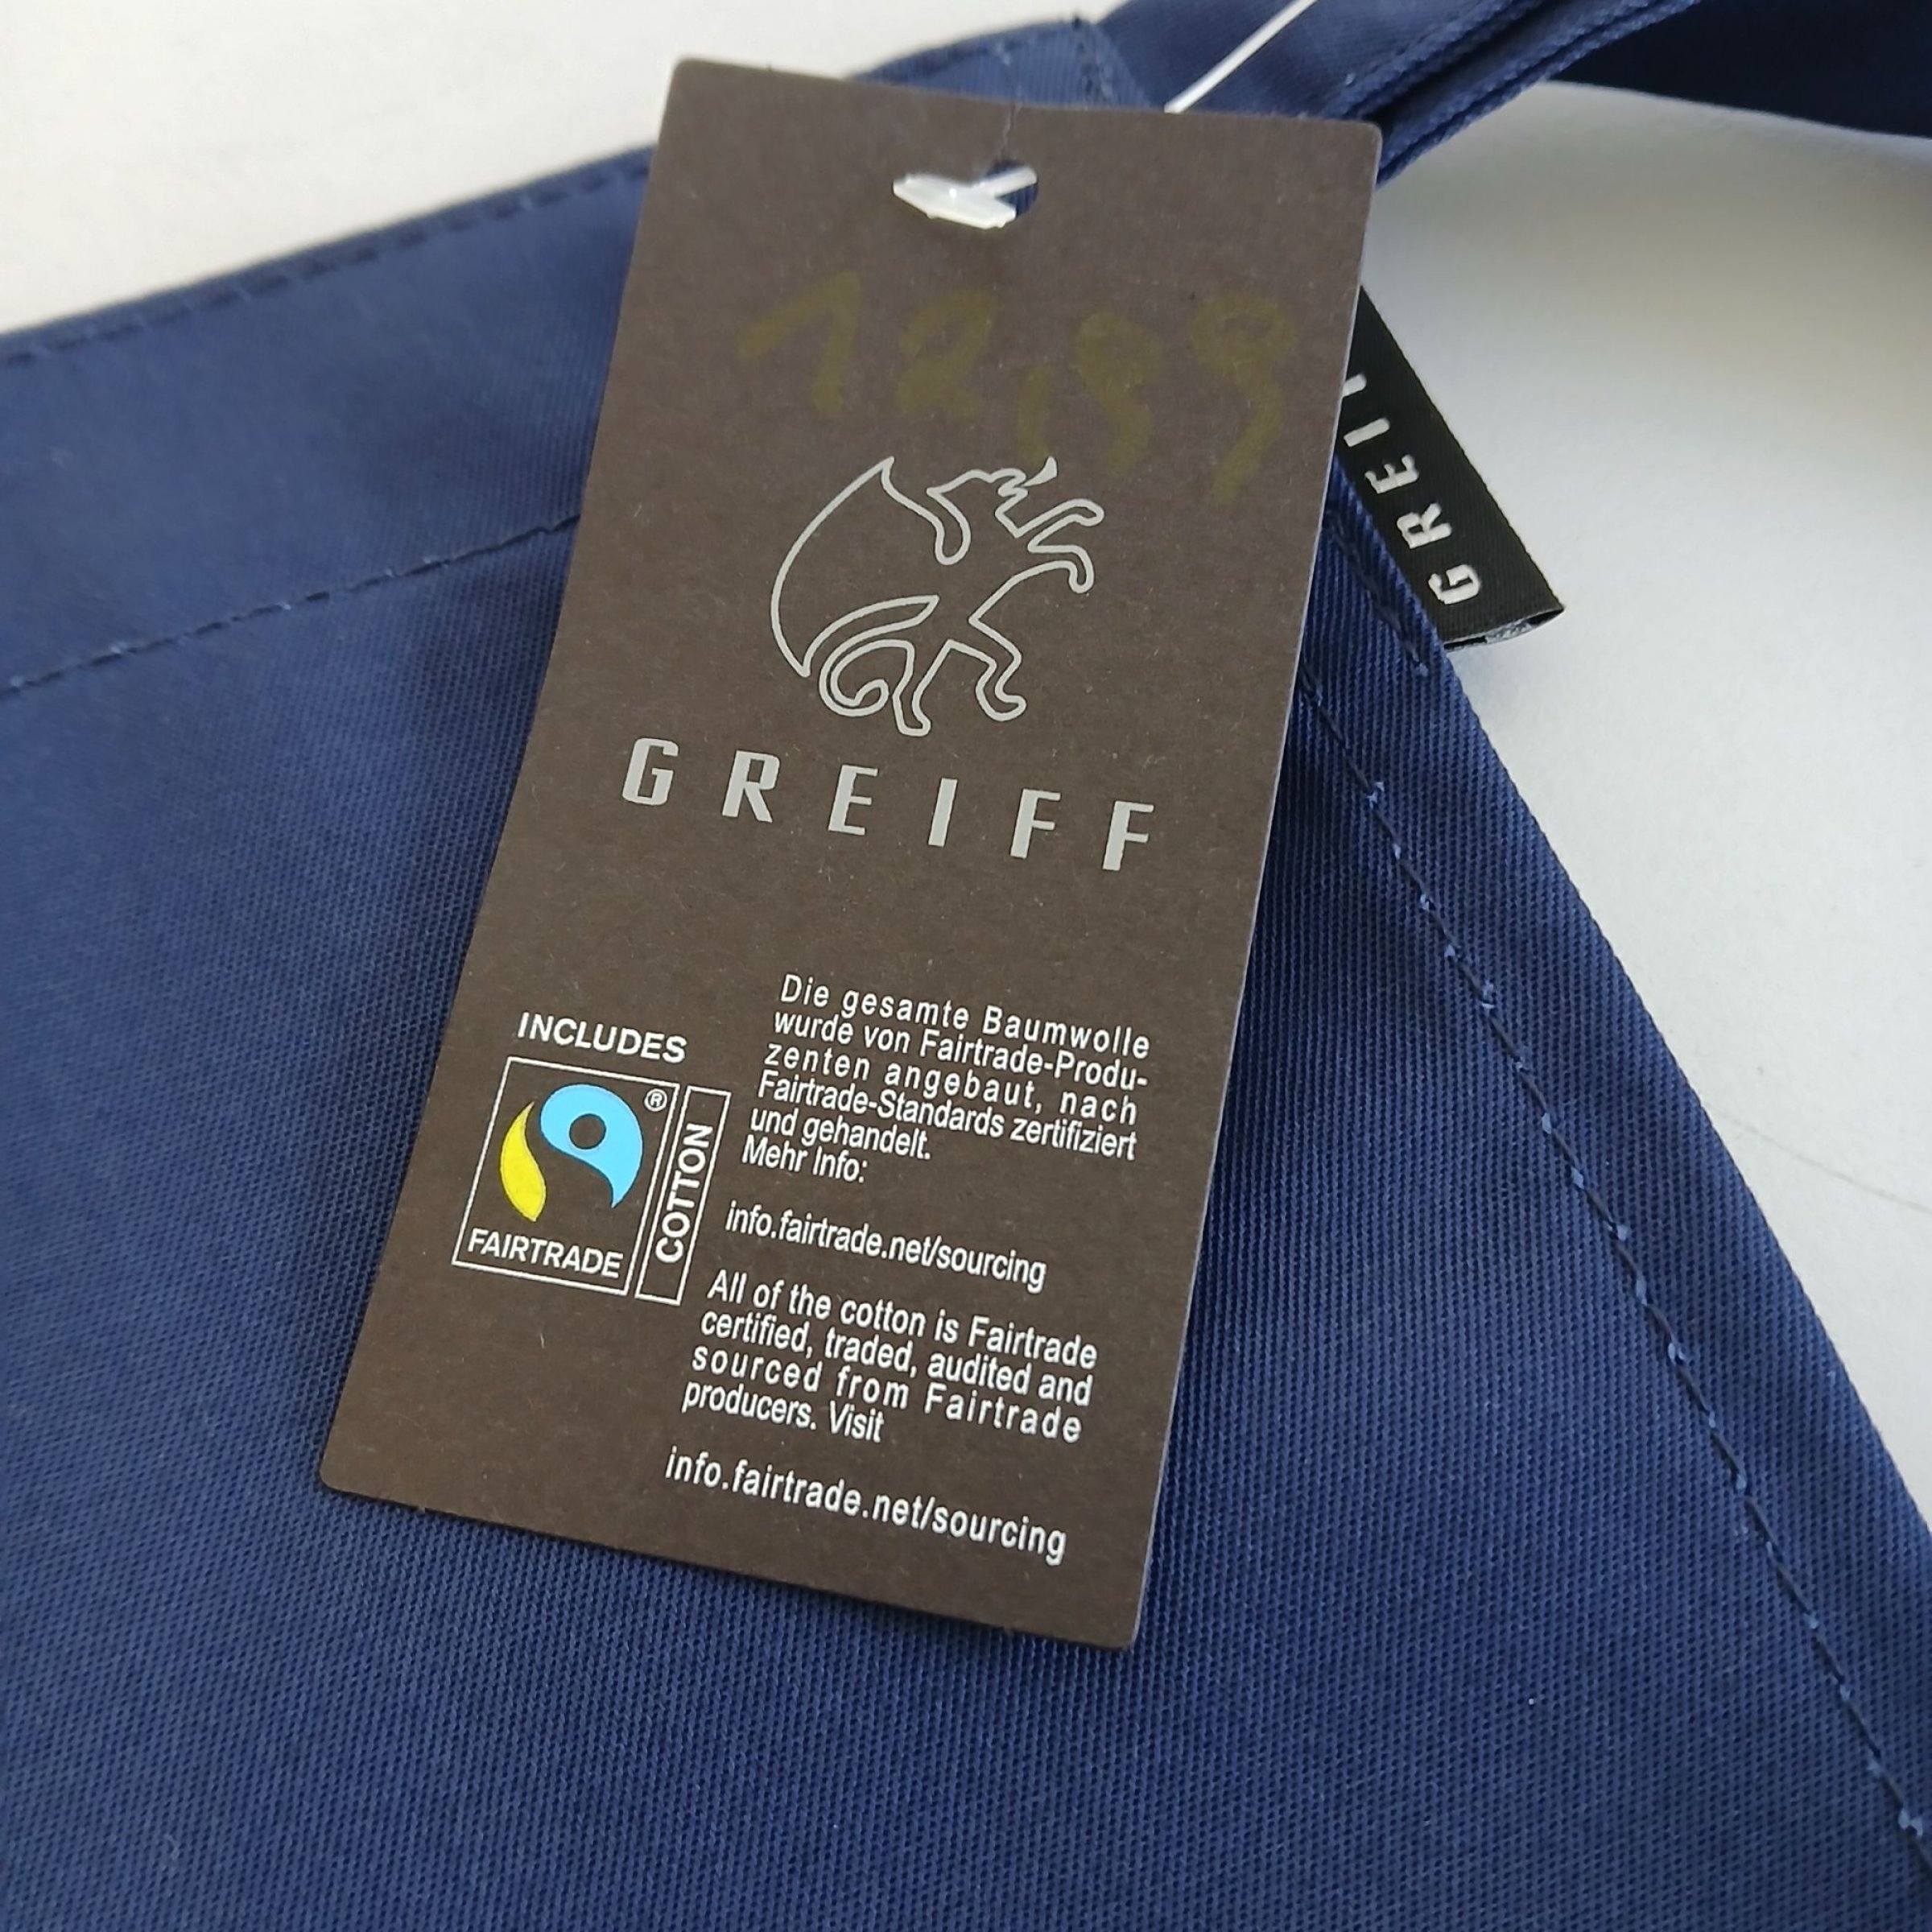 12,99
GREIFF
INCLUDES
®
FAIRTRADE
COTTON
Die gesamte Baumwolle
wurde von Fairtrade-Produ-
zenten angebaut, nach
Fairtrade-Standards zertifiziert
und gehandelt.
Mehr Info:
info.fairtrade.net/sourcing
All of the cotton is Fairtrade
certified, traded, audited and
sourced from Fairtrade
producers. Visit
info.fairtrade.net/sourcing